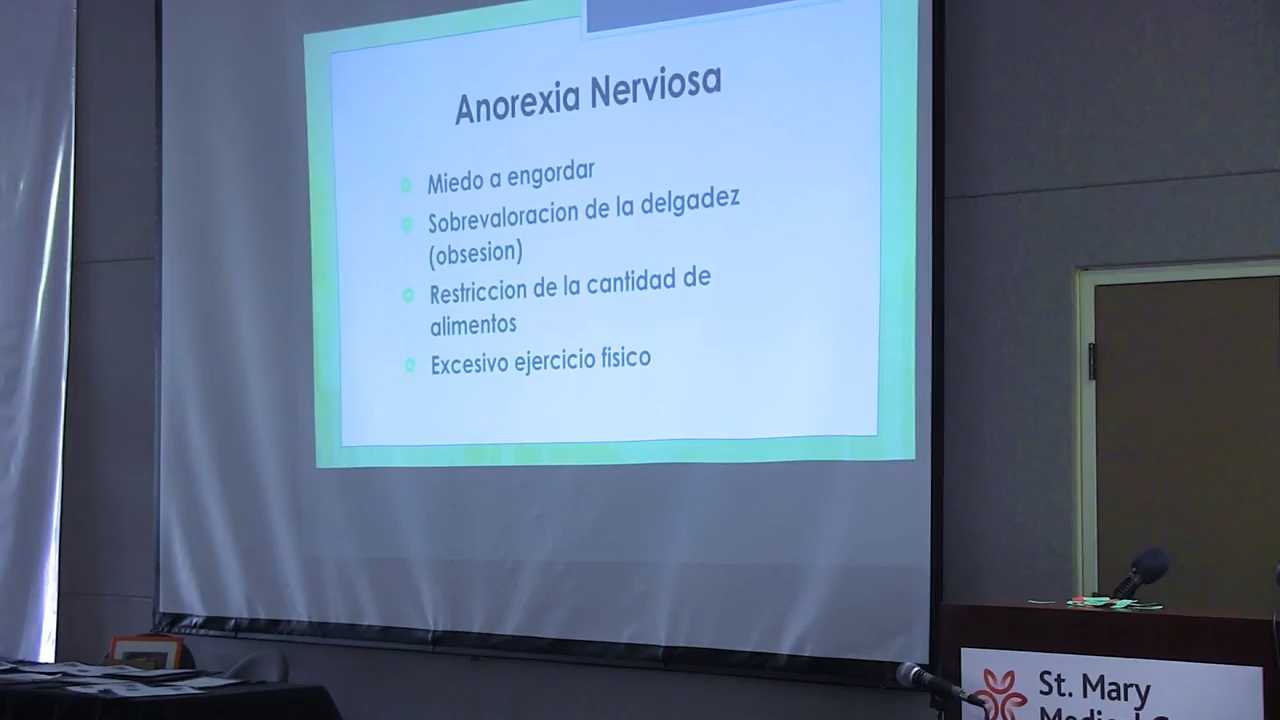 Anorexia Nerviosa
Miedo a engordar
Sobrevaloracion de la delgadez
(obsesion)
Restriccion de la cantidad de
alimentos
Excesivo ejercicio fisico
St. Mary